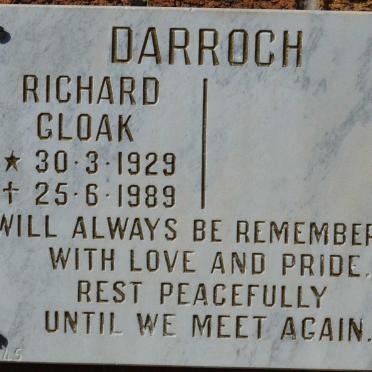 DARROCH
RICHARD
CLOAK
★ 30·3·1929
† 25·6·1989
WILL ALWAYS BE REMEMBER
WITH LOVE AND PRIDE.
REST PEACEFULLY
UNTIL WE MEET AGAIN.